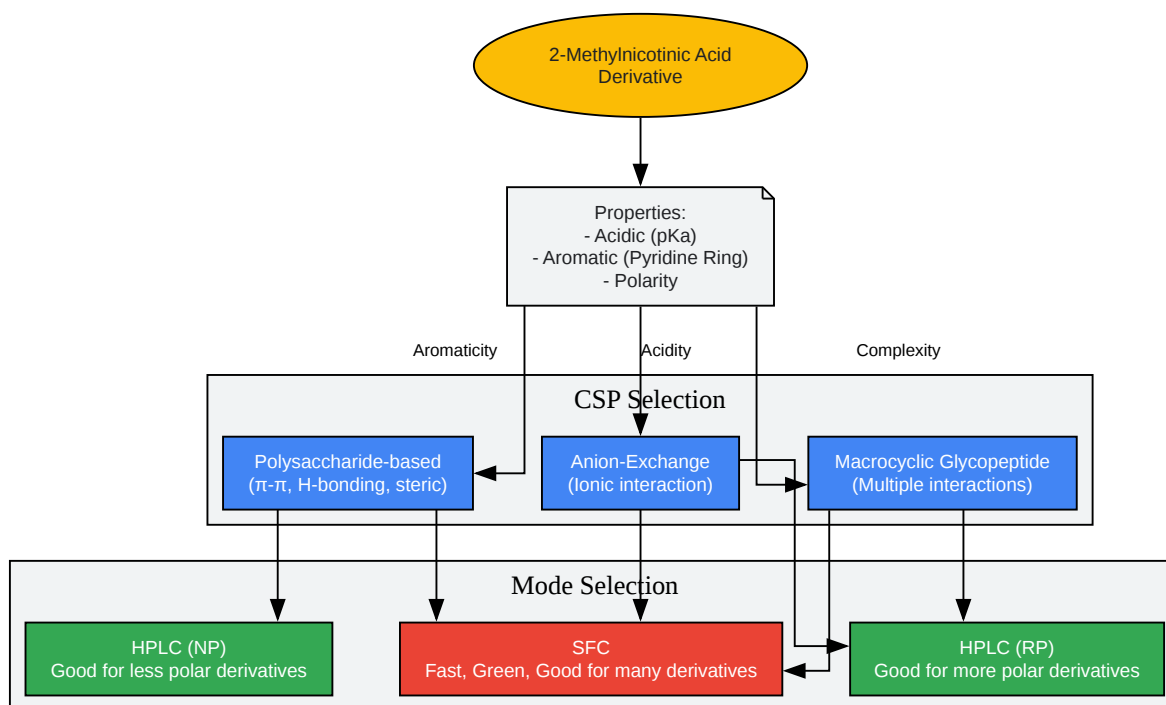 2-Methylnicotinic Acid
Derivative
Properties:
- Acidic (pKa)
- Aromatic (Pyridine Ring)
- Polarity
Aromaticity
Acidity
Complexity
CSP Selection
Polysaccharide-based
(π-π, H-bonding, steric)
Anion-Exchange
(Ionic interaction)
Macrocyclic Glycopeptide
(Multiple interactions)
Mode Selection
HPLC (NP)
Good for less polar derivatives
SFC
Fast, Green, Good for many derivatives
HPLC (RP)
Good for more polar derivatives